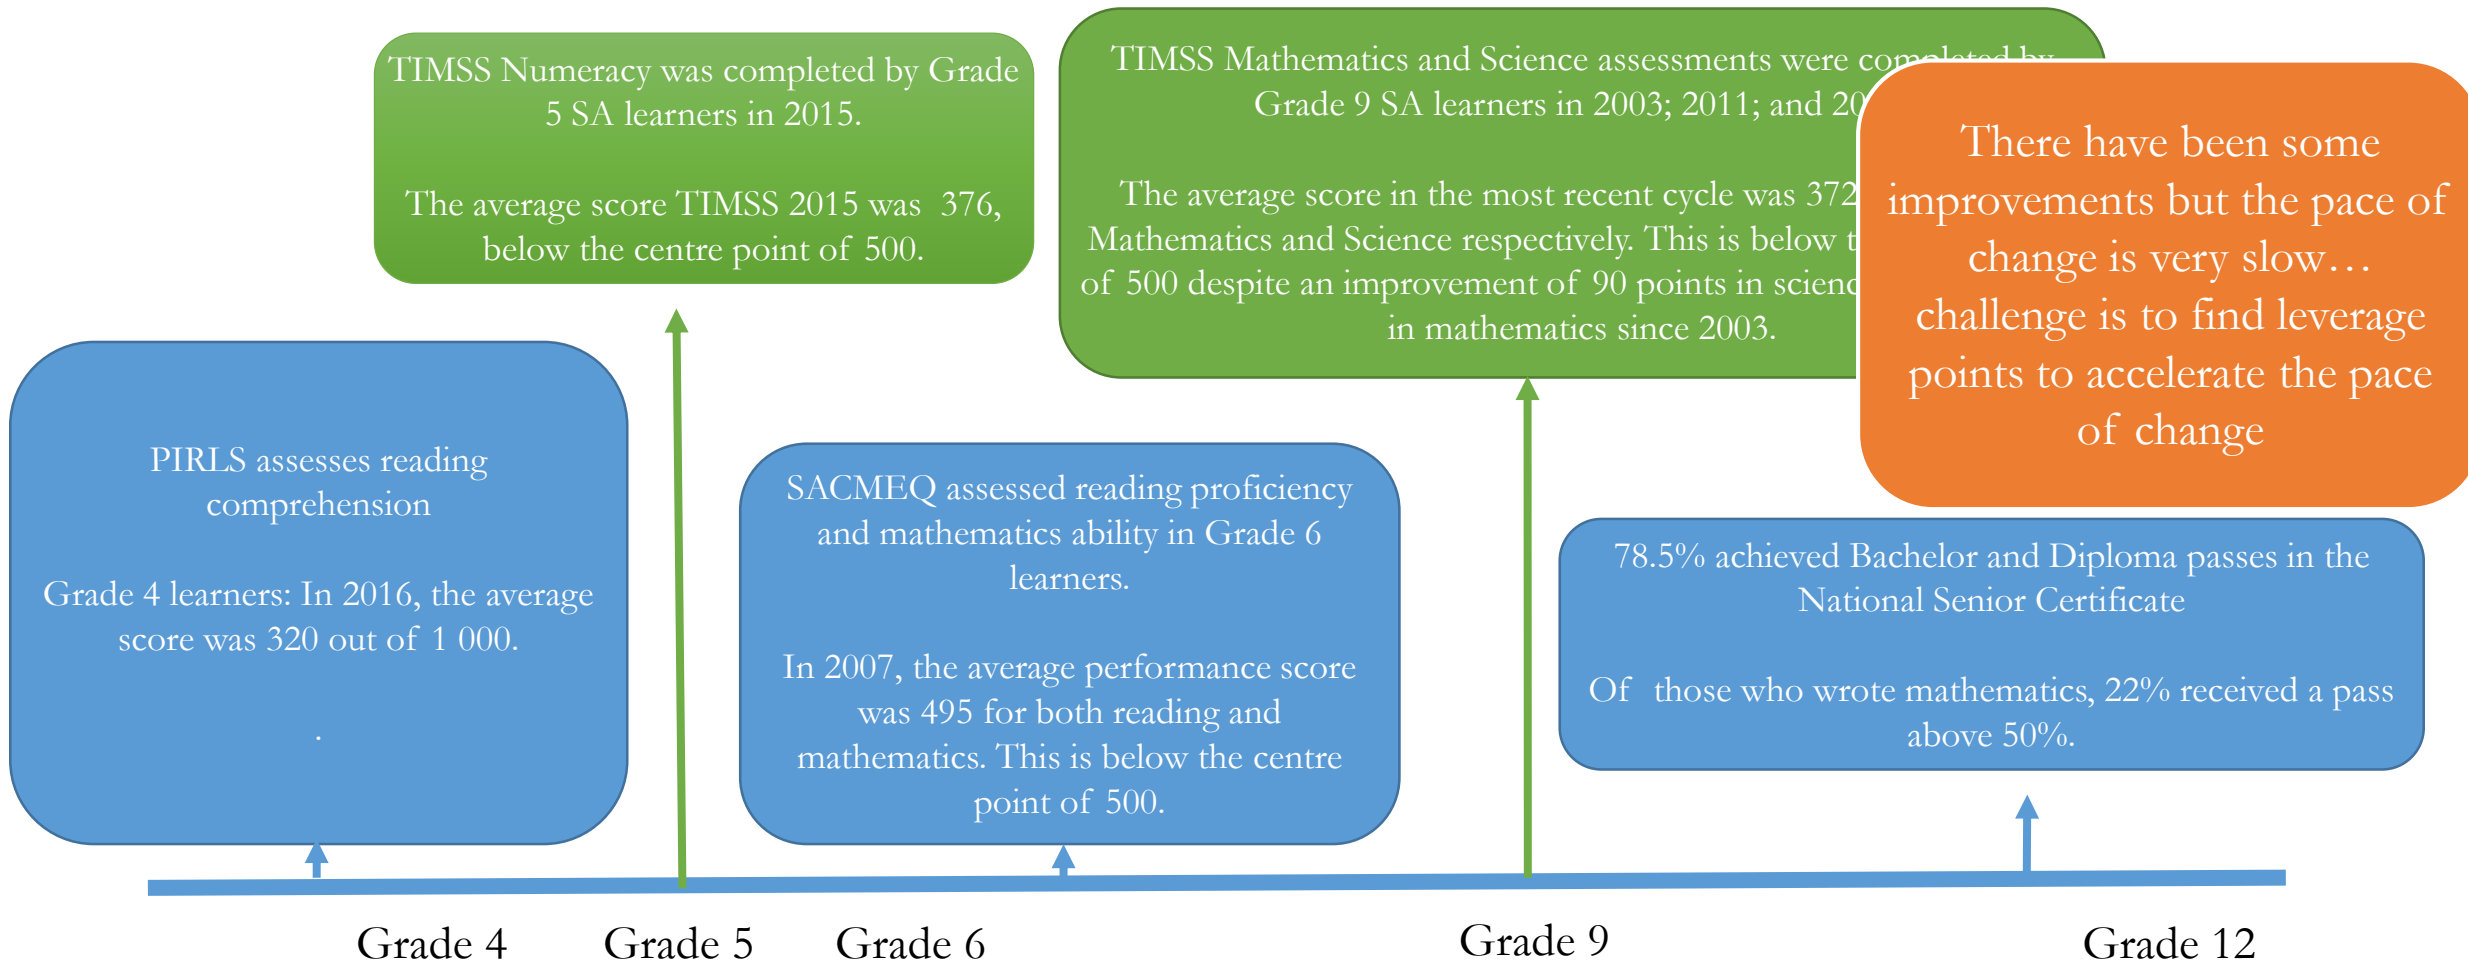 TIMSS Numeracy was completed by Grade
5 SA learners in 2015.
The average score TIMSS 2015 was 376,
below the centre point of 500.
TIMSS Mathematics and Science assessments were completed by
Grade 9 SA learners in 2003; 2011; and
The average score in the most recent cycle was 372
Mathematics and Science respectively. This is below
of 500 despite an improvement of 90 points in
in mathematics since 2003.
There have been some
improvements but the pace of
change is very slow…
challenge is to find leverage
points to accelerate the pace
of change
PIRLS assesses reading
comprehension
Grade 4 learners: In 2016, the average
score was 320 out of 1 000.
.
SACMEQ assessed reading proficiency
and mathematics ability in Grade 6
learners.
In 2007, the average performance score
was 495 for both reading and
mathematics. This is below the centre
point of 500.
78.5% achieved Bachelor and Diploma passes in the
National Senior Certificate
Of those who wrote mathematics, 22% received a pass
above 50%.
Grade 4
Grade 5
Grade 6
Grade 9
Grade 12